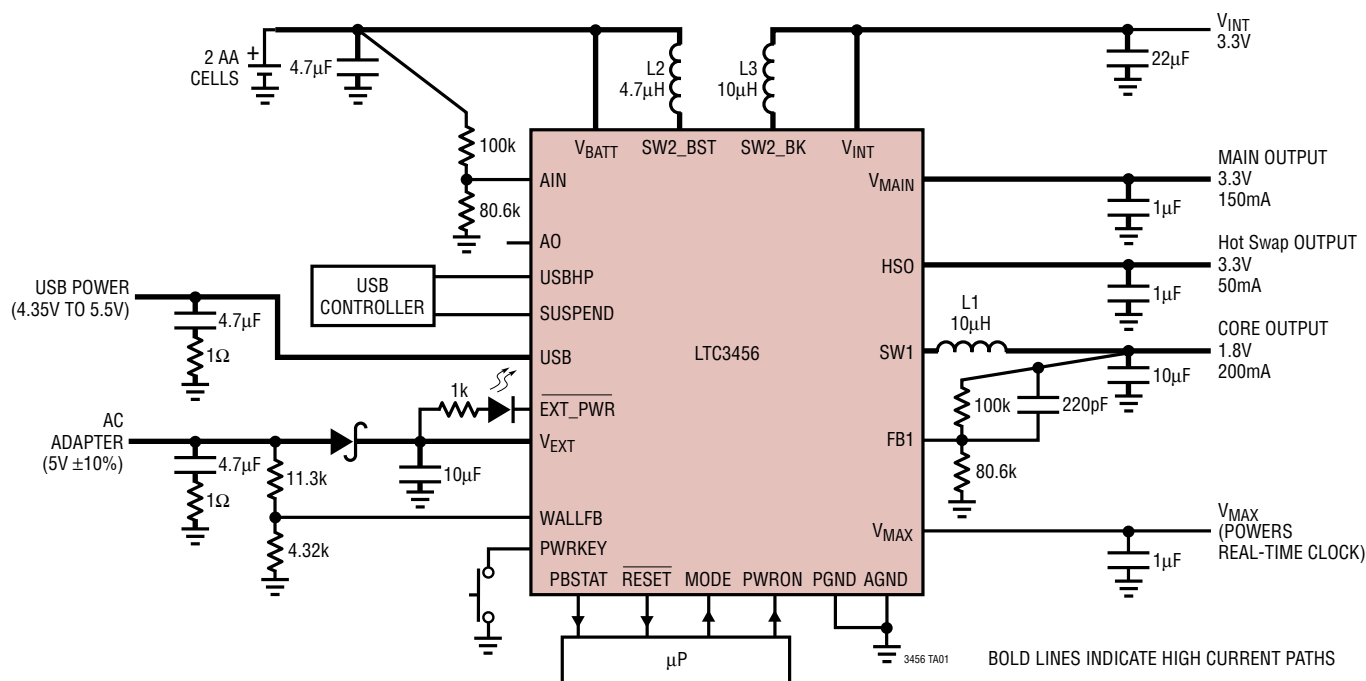 2 AA
CELLS
+
4.7µF
L2
4.7µH
L3
10µH
22µF
VINT
3.3V
100k
80.6k
VBATT
SW2_BST
SW2_BK
VINT
AIN
AO
USBHP
SUSPEND
USB
EXT_PWR
VEXT
WALLFB
PWRKEY
PBSTAT
RESET
MODE
PWRON
PGND
AGND
LTC3456
VMAIN
HSO
SW1
FB1
VMAX
USB
CONTROLLER
USB POWER
(4.35V TO 5.5V)
4.7µF
1Ω
1k
AC
ADAPTER
(5V ±10%)
4.7µF
1Ω
11.3k
4.32k
10µF
µP
MAIN OUTPUT
3.3V
150mA
1µF
Hot Swap OUTPUT
3.3V
50mA
1µF
L1
10µH
CORE OUTPUT
1.8V
200mA
10µF
100k
220pF
80.6k
VMAX
(POWERS
REAL-TIME CLOCK)
1µF
3456 TA01
BOLD LINES INDICATE HIGH CURRENT PATHS